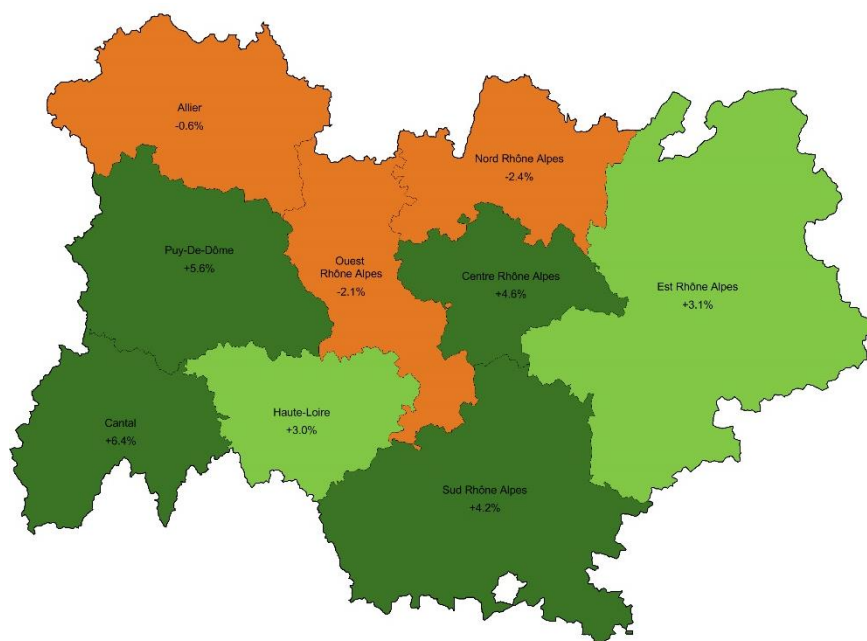 Allier
-0.6%
Nord Rhône Alpes
-2.4%
Puy-De-Dôme
+5.6%
Ouest
Rhône Alpes
-2.1%
Centre Rhône Alpes
+4.6%
Est Rhône Alpes
+3.1%
Cantal
+6.4%
Haute-Loire
+3.0%
Sud Rhône Alpes
+4.2%